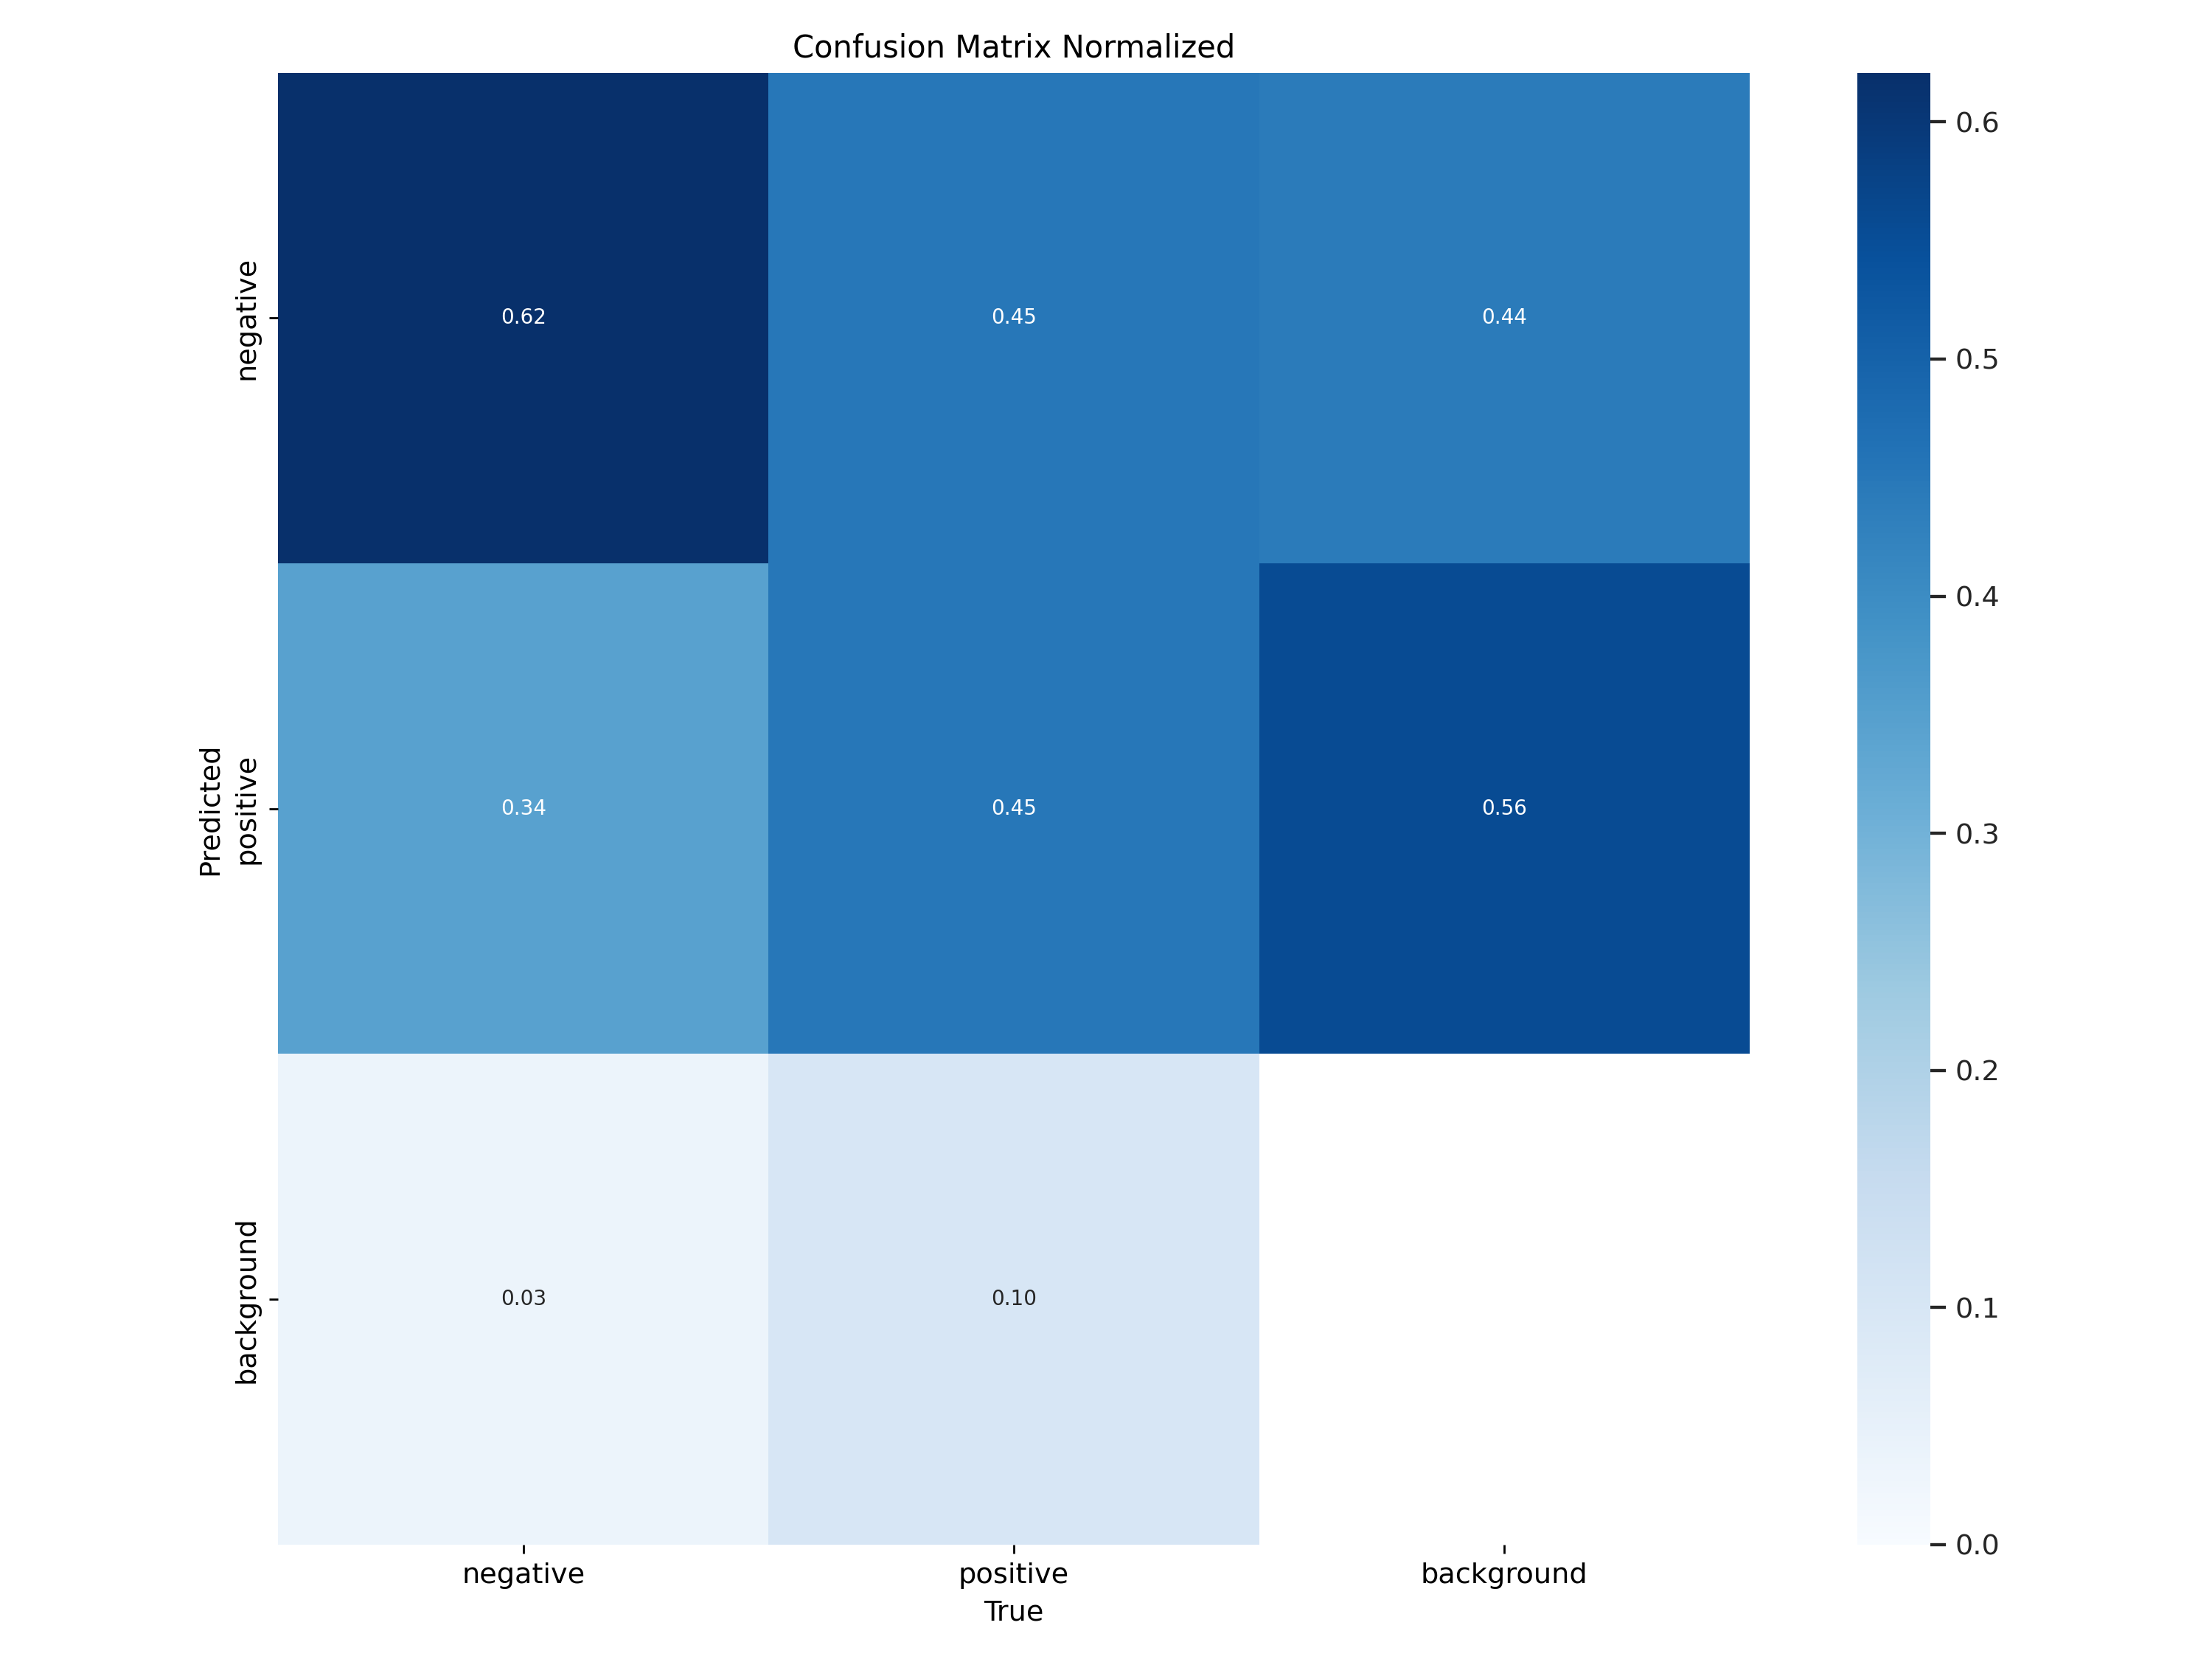 Confusion Matrix Normalized
negative
0.62
0.45
0.44
Predicted
positive
0.34
0.45
0.56
background
0.03
0.10
negative
positive
background
True
0.6
0.5
0.4
0.3
0.2
0.1
0.0